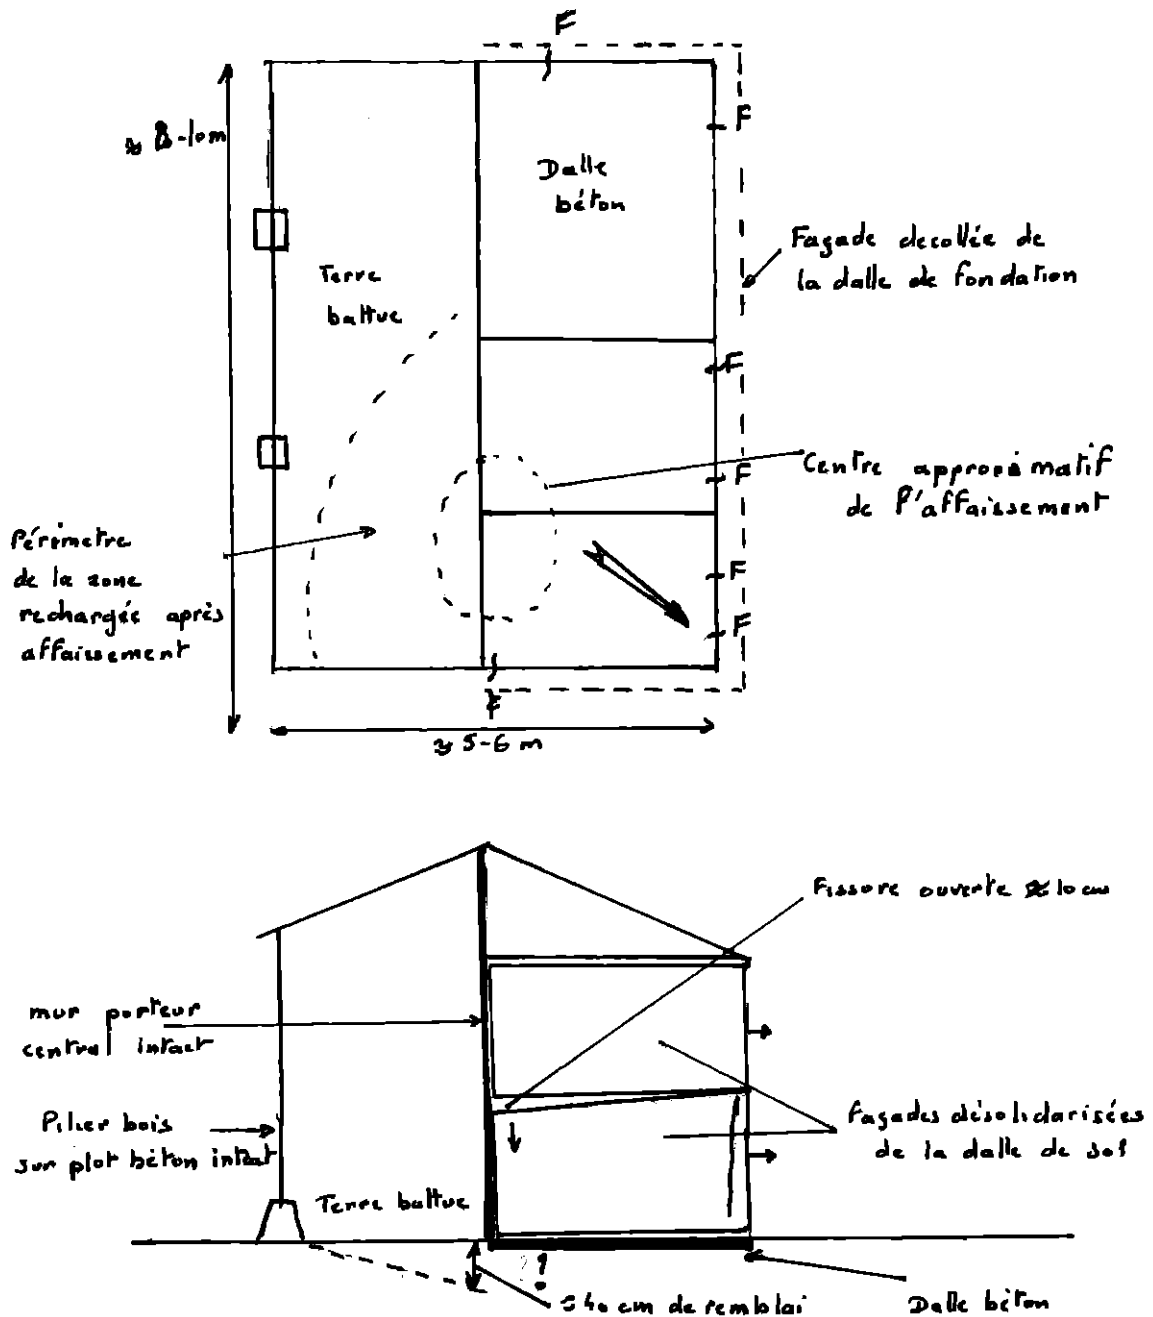 F
≈ 8-10m
F
Dalle
béton
Façade decollée de
la dalle de fondation
Terre
battue
F
Centre approximatif
de l'affaissement
F
Périmètre
de la zone
rechargée après
affaissement
F
F
F
≈ 5-6 m
Fissure ouverte ≈ 10 cm
mur porteur
central intact
Pilier bois
sur plot béton intact
Façades désolidarisées
de la dalle de sol
Terre battue
?!
40 cm de remblai
Dalle béton